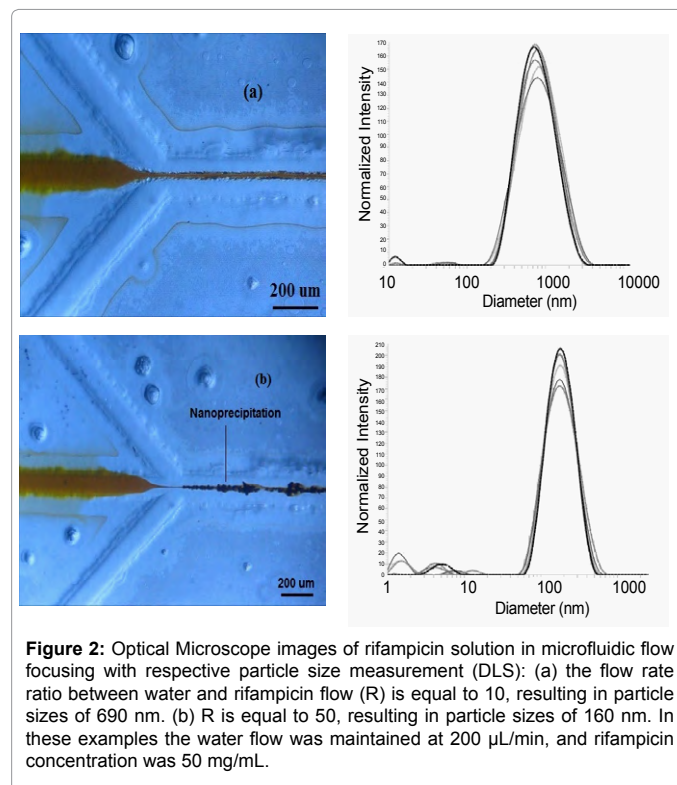 (a)
200 um
Normalized Intensity
170
160
150
140
130
120
110
100
90
80
70
60
50
40
30
20
10
0
10 100 1000 10000
Diameter (nm)
(b)
Nanoprecipitation
200 um
Normalized Intensity
210
200
190
180
170
160
150
140
130
120
110
100
90
80
70
60
50
40
30
20
10
0
1 10 100 1000
Diameter (nm)
Figure 2: Optical Microscope images of rifampicin solution in microfluidic flow
focusing with respective particle size measurement (DLS): (a) the flow rate
ratio between water and rifampicin flow (R) is equal to 10, resulting in particle
sizes of 690 nm. (b) R is equal to 50, resulting in particle sizes of 160 nm. In
these examples the water flow was maintained at 200 µL/min, and rifampicin
concentration was 50 mg/mL.